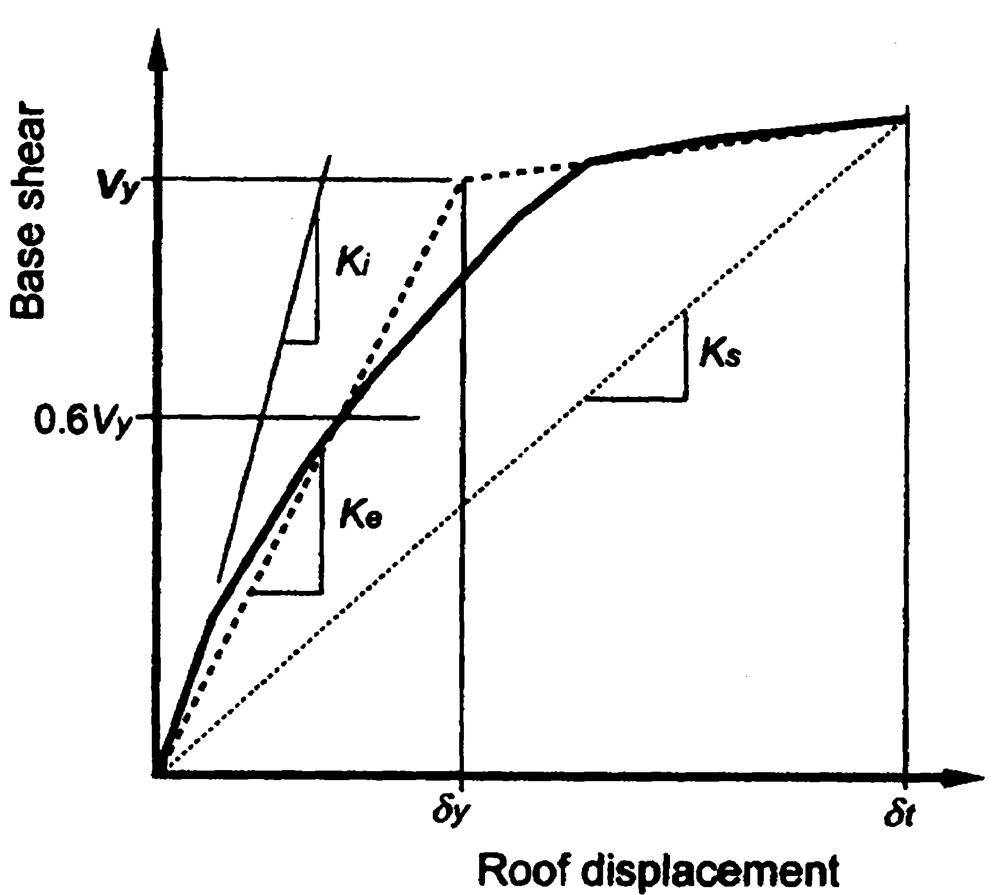 Base shear
Vy
Ki
Ks
0.6Vy
Ke
δy
δt
Roof displacement